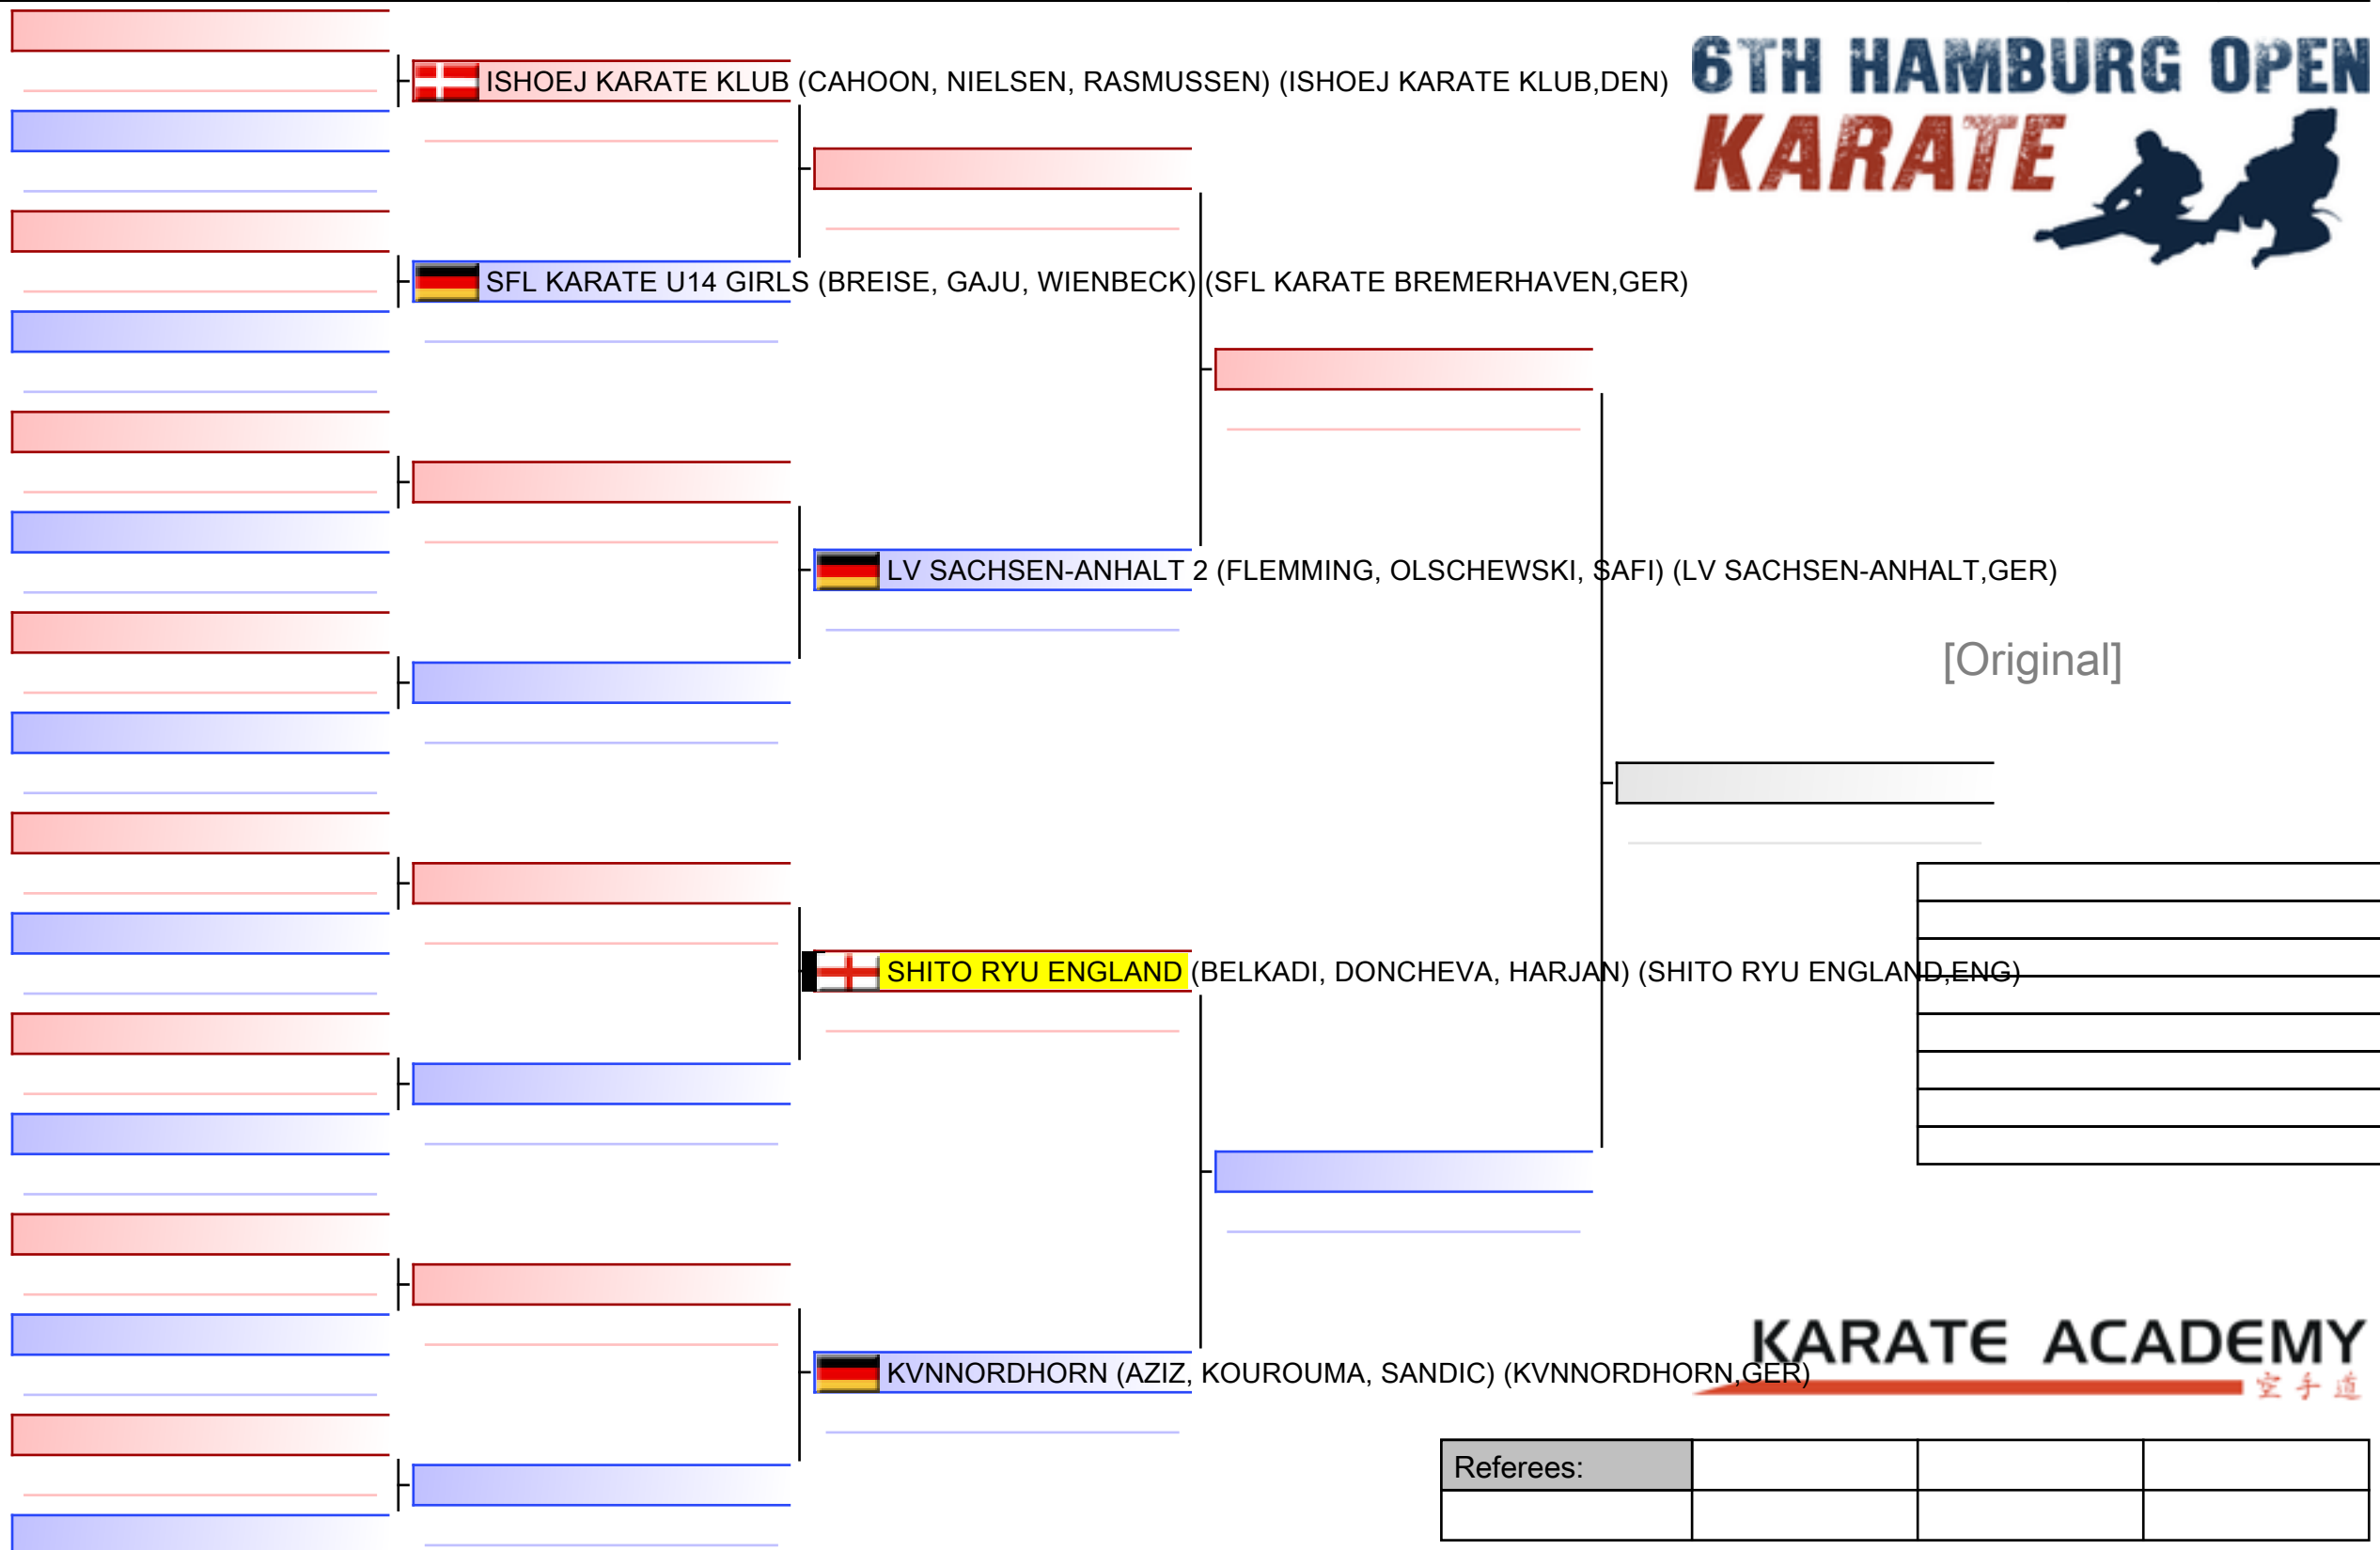 6TH HAMBURG OPEN
KARATE
ISHOEJ KARATE KLUB (CAHOON, NIELSEN, RASMUSSEN) (ISHOEJ KARATE KLUB,DEN)
SFL KARATE U14 GIRLS (BREISE, GAJU, WIENBECK) (SFL KARATE BREMERHAVEN,GER)
LV SACHSEN-ANHALT 2 (FLEMMING, OLSCHEWSKI, SAFI) (LV SACHSEN-ANHALT,GER)
[Original]
SHITO RYU ENGLAND (BELKADI, DONCHEVA, HARJAN) (SHITO RYU ENGLAND,ENG)
KVNNORDHORN (AZIZ, KOUROUMA, SANDIC) (KVNNORDHORN,GER)
KARATE ACADEMY
空手道
Referees: